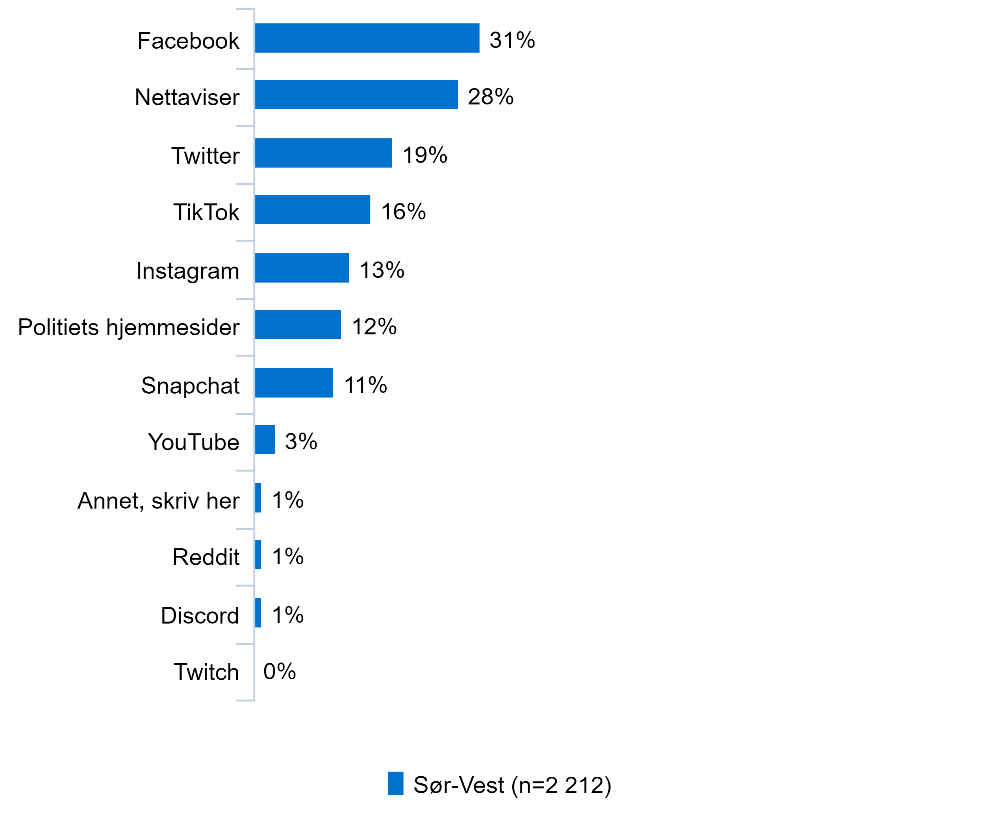 Facebook 31%
Nettaviser 28%
Twitter 19%
TikTok 16%
Instagram 13%
Politiets hjemmesider 12%
Snapchat 11%
YouTube 3%
Annet, skriv her 1%
Reddit 1%
Discord 1%
Twitch 0%
Sør-Vest (n=2 212)